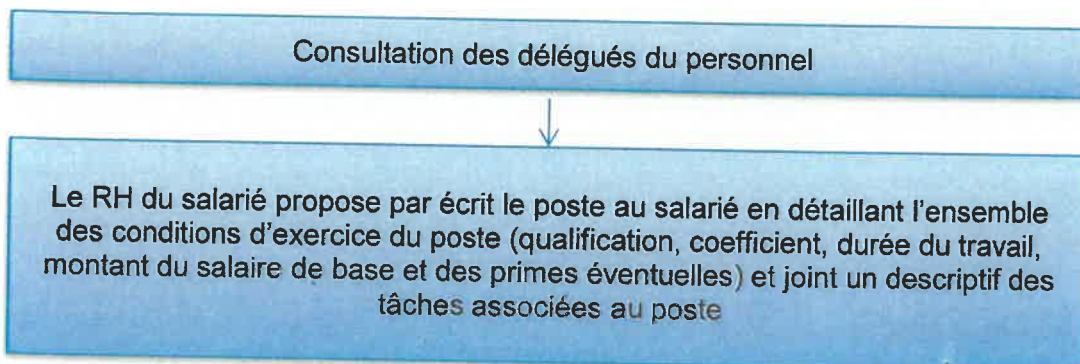 Consultation des délégués du personnel
Le RH du salarié propose par écrit le poste au salarié en détaillant l'ensemble
des conditions d'exercice du poste (qualification, coefficient, durée du travail,
montant du salaire de base et des primes éventuelles) et joint un descriptif des
tâches associées au poste